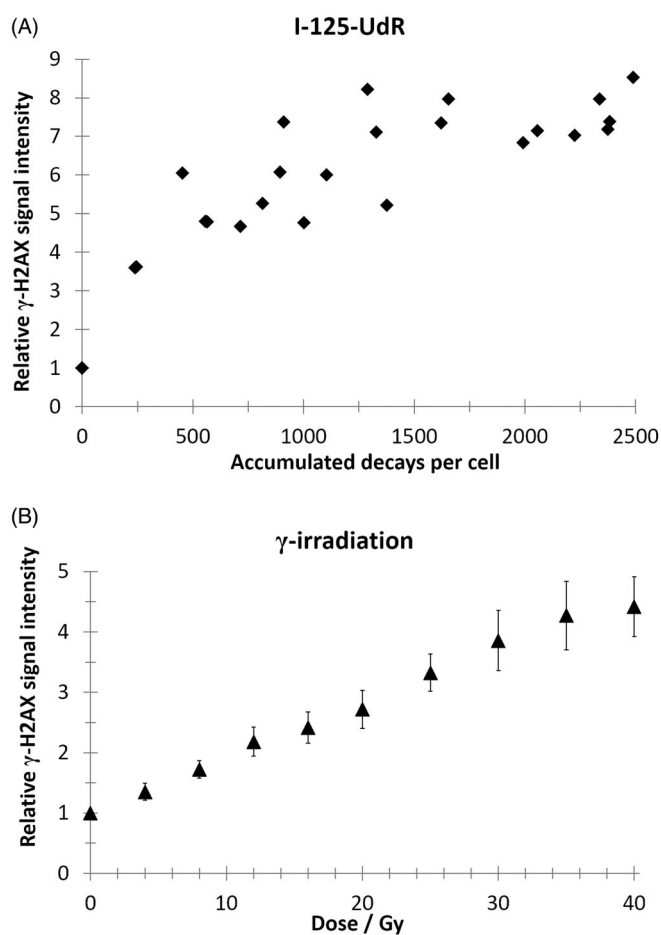 (A)
I-125-UdR
Relative γ-H2AX signal intensity
9
8
7
6
5
4
3
2
1
0
0 500 1000 1500 2000 2500
Accumulated decays per cell
(B)
γ-irradiation
Relative γ-H2AX signal intensity
5
4
3
2
1
0
0 10 20 30 40
Dose / Gy